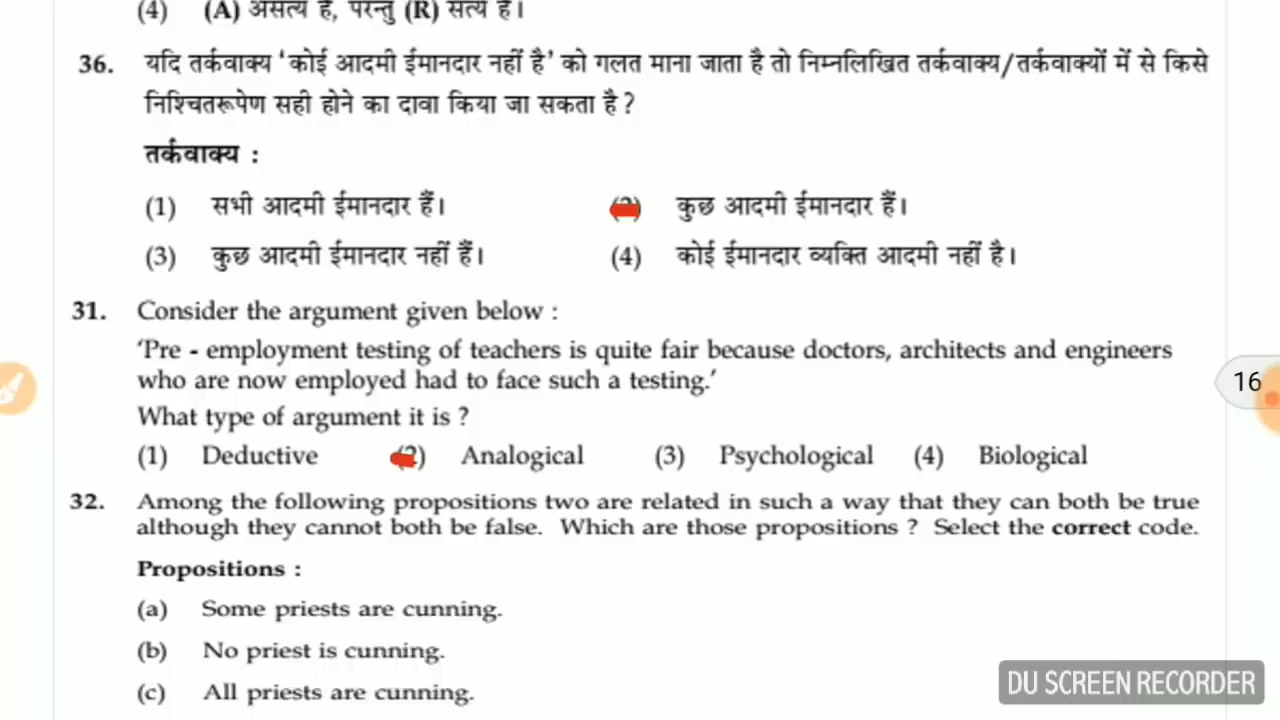 (4) (A) असत्य है, परन्तु (R) सत्य है।
36. यदि तर्कवाक्य 'कोई आदमी ईमानदार नहीं है' को गलत माना जाता है तो निम्नलिखित तर्कवाक्य/तर्कवाक्यों में से किसे
निश्चितरूपेण सही होने का दावा किया जा सकता है ?
तर्कवाक्य :
(1) सभी आदमी ईमानदार हैं। (2) कुछ आदमी ईमानदार हैं।
(3) कुछ आदमी ईमानदार नहीं हैं। (4) कोई ईमानदार व्यक्ति आदमी नहीं है।
31. Consider the argument given below :
'Pre - employment testing of teachers is quite fair because doctors, architects and engineers
who are now employed had to face such a testing.'
What type of argument it is ?
(1) Deductive (2) Analogical (3) Psychological (4) Biological
32. Among the following propositions two are related in such a way that they can both be true
although they cannot both be false. Which are those propositions ? Select the correct code.
Propositions :
(a) Some priests are cunning.
(b) No priest is cunning.
(c) All priests are cunning.
16
DU SCREEN RECORDER